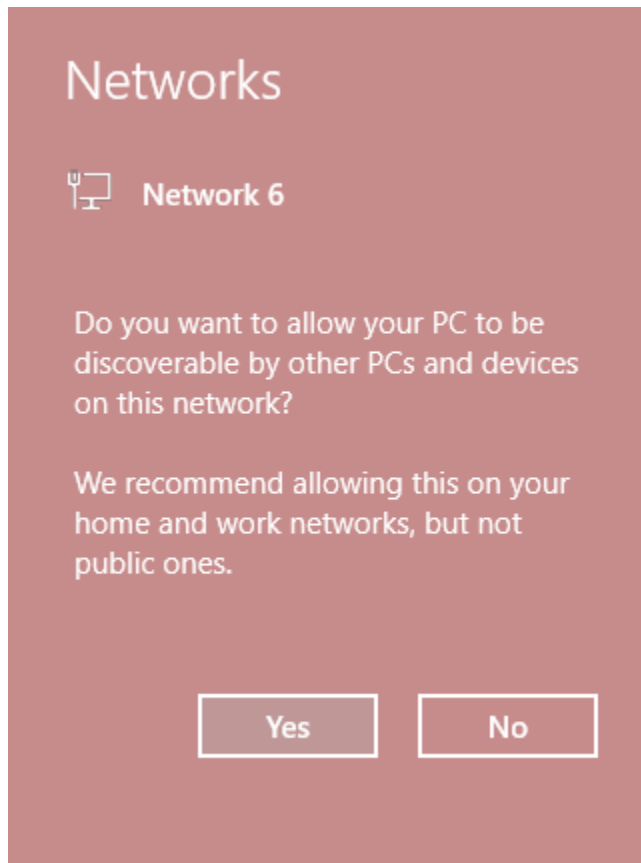 Networks
Network 6
Do you want to allow your PC to be
discoverable by other PCs and devices
on this network?
We recommend allowing this on your
home and work networks, but not
public ones.
Yes No